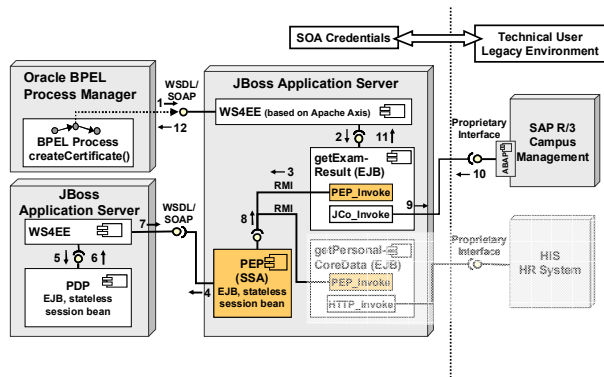 SOA Credentials
Technical User
Legacy Environment
Oracle BPEL
Process Manager
BPEL Process
createCertificate()
1
WSDL/
SOAP
12
JBoss Application Server
WS4EE (based on Apache Axis)
2
11
getExam-
Result (EJB)
PEP_Invoke
JCo_Invoke
3
RMI
RMI
8
9
Proprietary
Interface
10
ABAP
SAP R/3
Campus
Management
JBoss
Application Server
WS4EE
7
WSDL/
SOAP
5
6
PDP
EJB, stateless
session bean
4
PEP
(SSA)
EJB, stateless
session bean
getPersonal-
CoreData (EJB)
PEP_Invoke
HTTP_Invoke
Proprietary
Interface
HIS
HR System